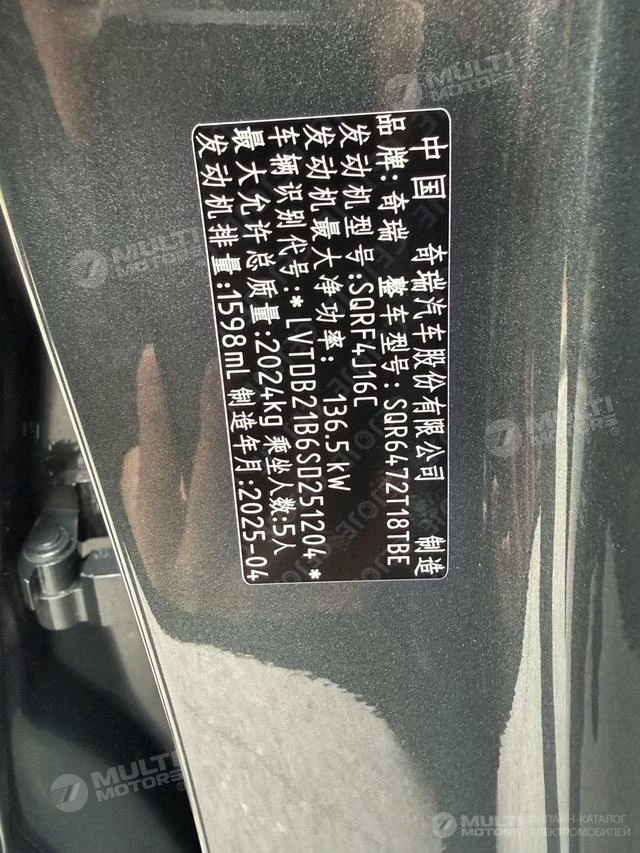 中国 奇瑞汽车股份有限公司 制造
品牌:奇瑞 整车型号:SQR6472T18TBE
发动机型号:SQRF4J16C
发动机最大净功率: 136.5kW
车辆识别代号:*LVTDB21B6SD251204*
最大允许总质量:2024kg 乘坐人数:5人
发动机排量:1598mL 制造年月:2025-04
MULTI
MOTORS
MULTI
MOTORS
MULTI
MOTORS
ОНЛАЙН-КАТАЛОГ
ЭЛЕКТРОМОБИЛЕЙ